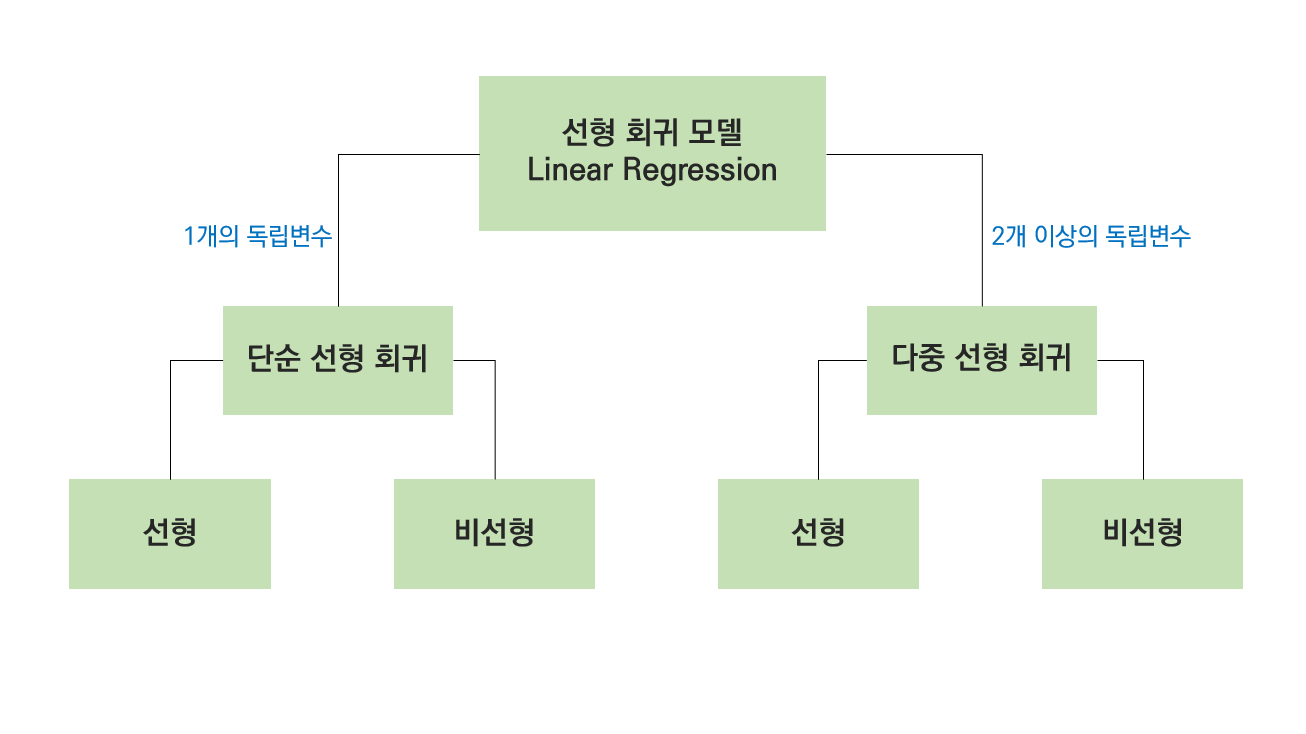 선형 회귀 모델
Linear Regression
1개의 독립변수
2개 이상의 독립변수
단순 선형 회귀
다중 선형 회귀
선형
비선형
선형
비선형